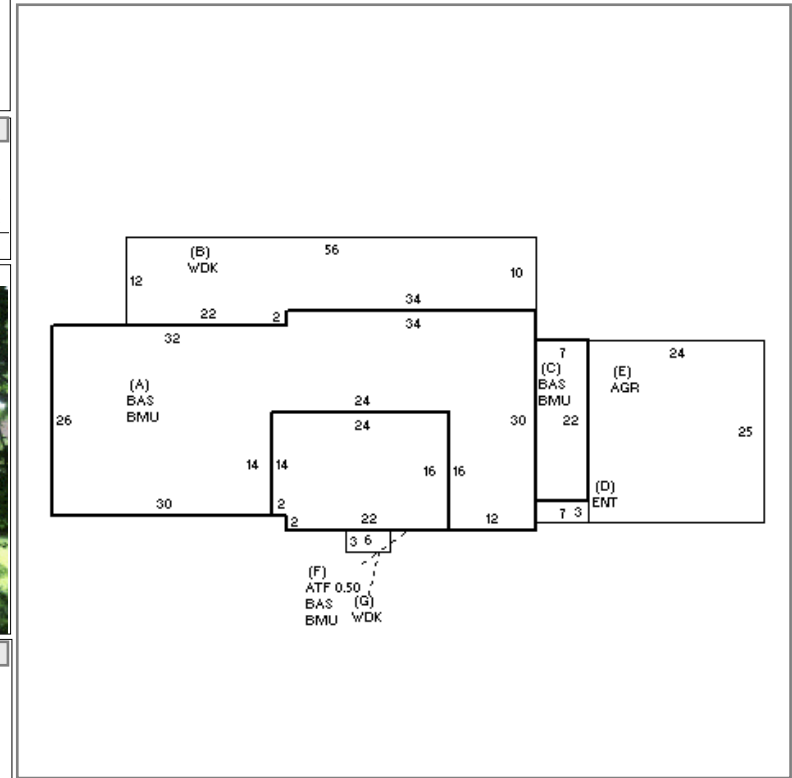 56
(B)
WDK
10
12
34
22
2
34
32
7
24
(C)
BAS
BMU
(E)
AGR
(A)
BAS
BMU
24
24
26
30
22
25
14
14
16
16
(D)
ENT
30
2
2
22
12
7
3
3
6
(F)
ATF 0.50
BAS
BMU
(G)
WDK